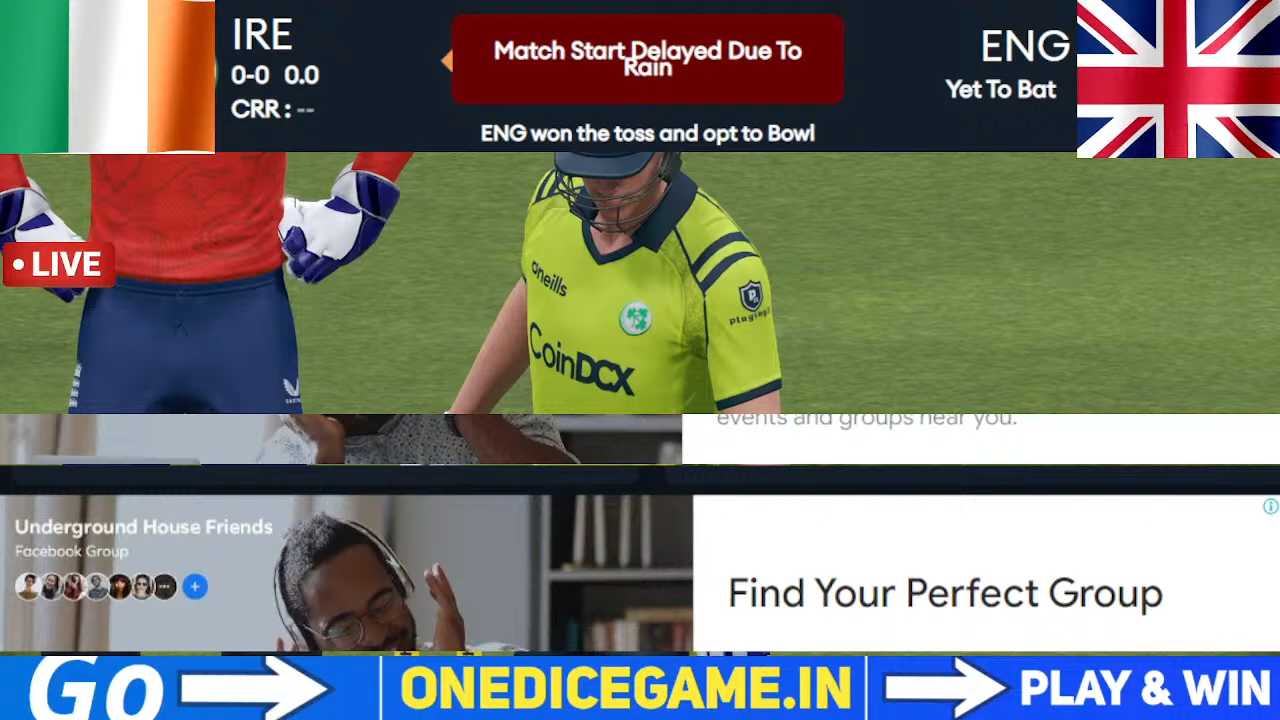 IRE
0-0 0.0
CRR : --
Match Start Delayed Due To
Rain
ENG won the toss and opt to Bowl
ENG
Yet To Bat
• LIVE
oneills
CoinDCX
events and groups near you.
Underground House Friends
Facebook Group
Find Your Perfect Group
Go
ONEDICEGAME.IN
PLAY & WIN